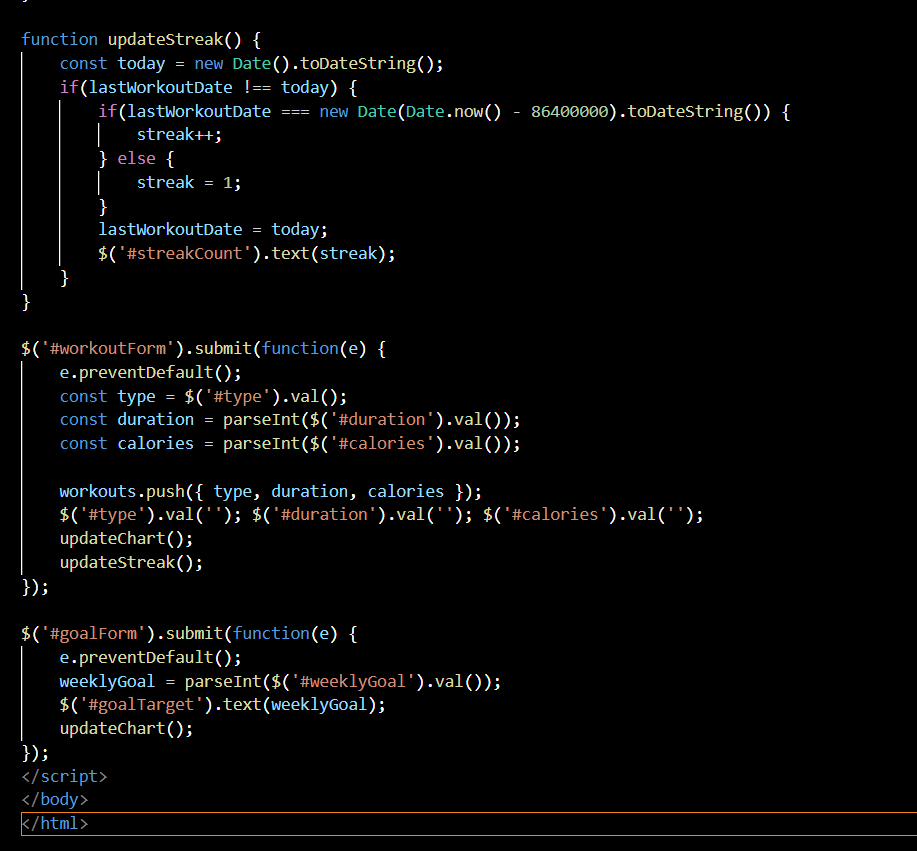 function updateStreak() {
    const today = new Date().toDateString();
    if(lastWorkoutDate !== today) {
        if(lastWorkoutDate === new Date(Date.now() - 86400000).toDateString()) {
            streak++;
        } else {
            streak = 1;
        }
        lastWorkoutDate = today;
        $('#streakCount').text(streak);
    }
}

$('#workoutForm').submit(function(e) {
    e.preventDefault();
    const type = $('#type').val();
    const duration = parseInt($('#duration').val());
    const calories = parseInt($('#calories').val());

    workouts.push({ type, duration, calories });
    $('#type').val(''); $('#duration').val(''); $('#calories').val('');
    updateChart();
    updateStreak();
});

$('#goalForm').submit(function(e) {
    e.preventDefault();
    weeklyGoal = parseInt($('#weeklyGoal').val());
    $('#goalTarget').text(weeklyGoal);
    updateChart();
});
</script>
</body>
</html>